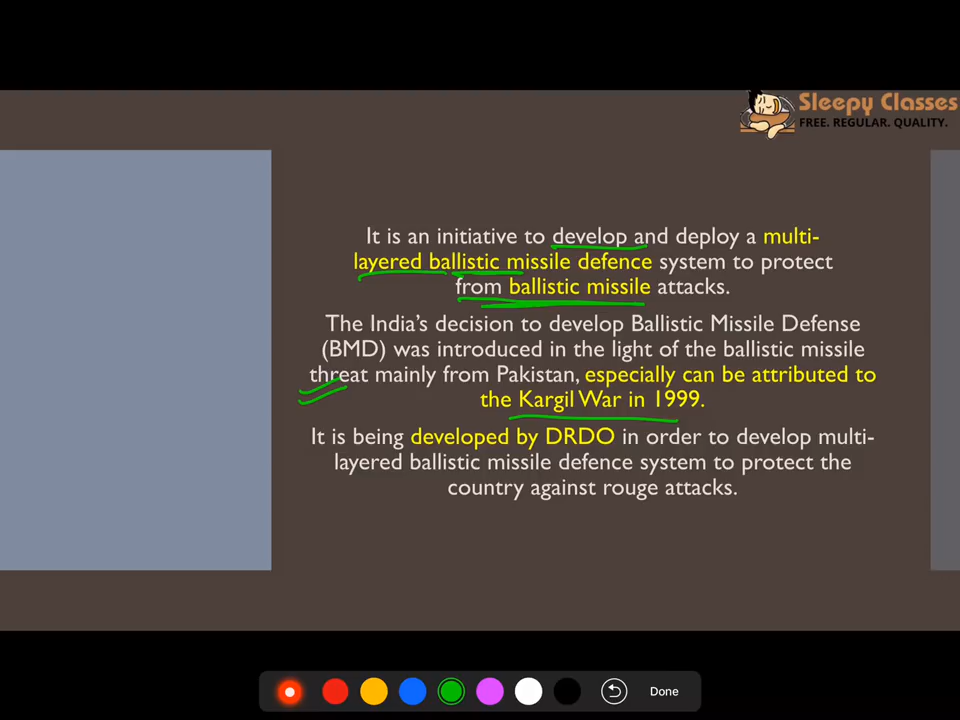 Sleepy Classes
FREE. REGULAR. QUALITY.
It is an initiative to develop and deploy a multi-
layered ballistic missile defence system to protect
from ballistic missile attacks.
The India's decision to develop Ballistic Missile Defense
(BMD) was introduced in the light of the ballistic missile
threat mainly from Pakistan, especially can be attributed to
the Kargil War in 1999.
It is being developed by DRDO in order to develop multi-
layered ballistic missile defence system to protect the
country against rouge attacks.
Done